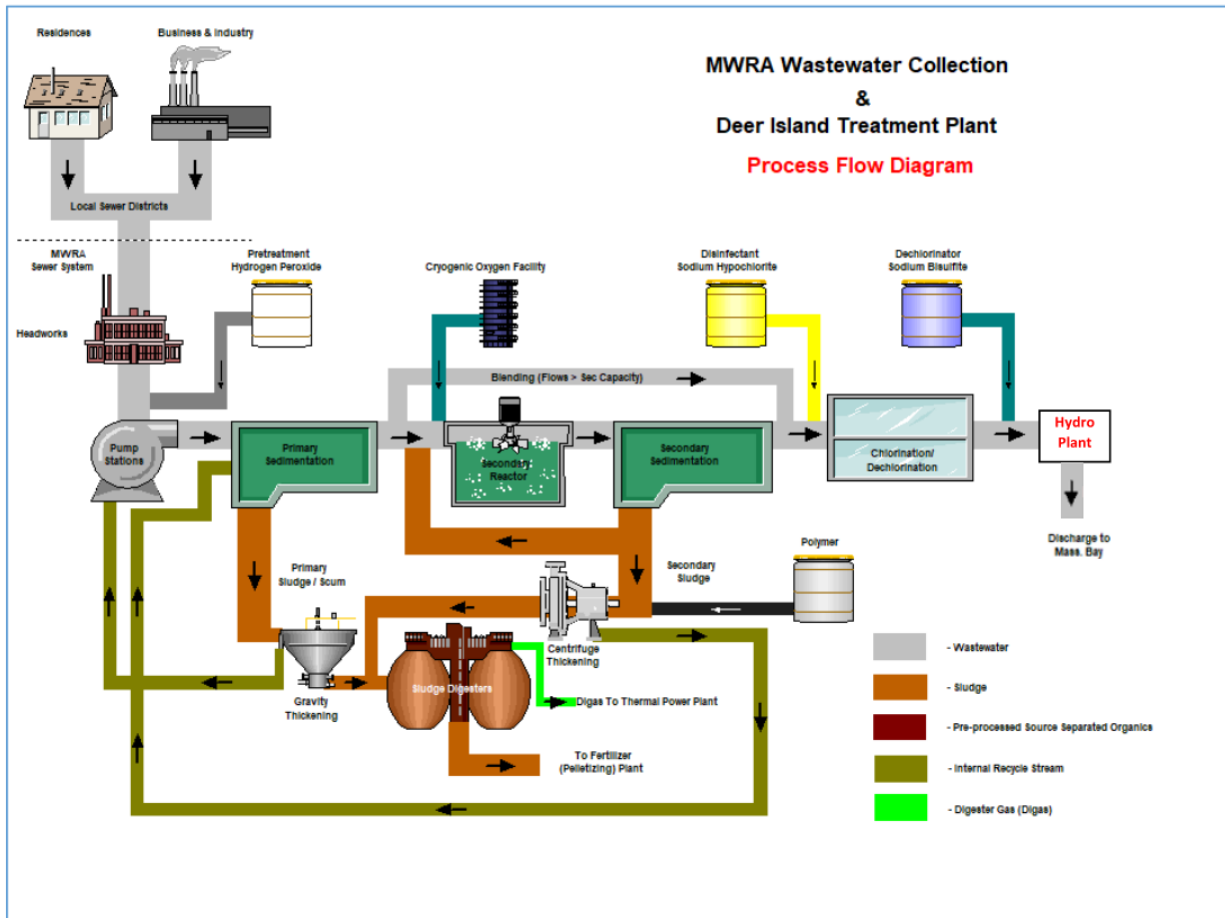 Residences
Business & Industry
MWRA Wastewater Collection
&
Deer Island Treatment Plant
Process Flow Diagram
Local Sewer Districts
MWRA
Sewer System
Pretreatment
Hydrogen Peroxide
Cryogenic Oxygen Facility
Disinfectant
Sodium Hypochlorite
Dechlorinator
Sodium Bisulfite
Headworks
Blending (Flows > Sec Capacity)
Pump
Stations
Primary
Sedimentation
Secondary
Reactor
Secondary
Sedimentation
Chlorination/
Dechlorination
Hydro
Plant
Discharge to
Mass. Bay
Primary
Sludge / Scum
Secondary
Sludge
Polymer
Centrifuge
Thickening
Gravity
Thickening
Sludge Digesters
Digas To Thermal Power Plant
To Fertilizer
(Pelletizing) Plant
- Wastewater
- Sludge
- Pre-processed Source Separated Organics
- Internal Recycle Stream
- Digester Gas (Digas)